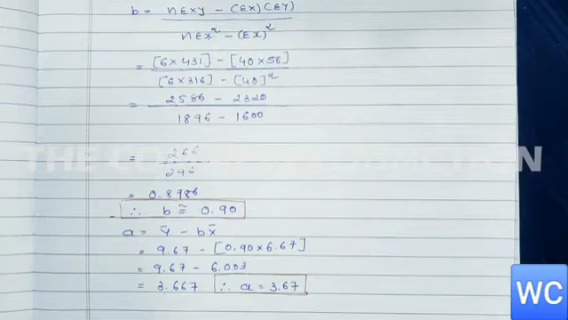 b = nΣxy - (Σx)(Σy)
nΣx² - (Σx)²
= [6×431] - [40×58]
[6×316] - [40]²
= 2586 - 2320
1896 - 1600
= 266
296
= 0.8986
∴ b ≅ 0.90
a = ȳ - bx̄
= 9.67 - [0.90×6.67]
= 9.67 - 6.003
= 3.667 ∴ a = 3.67
WC